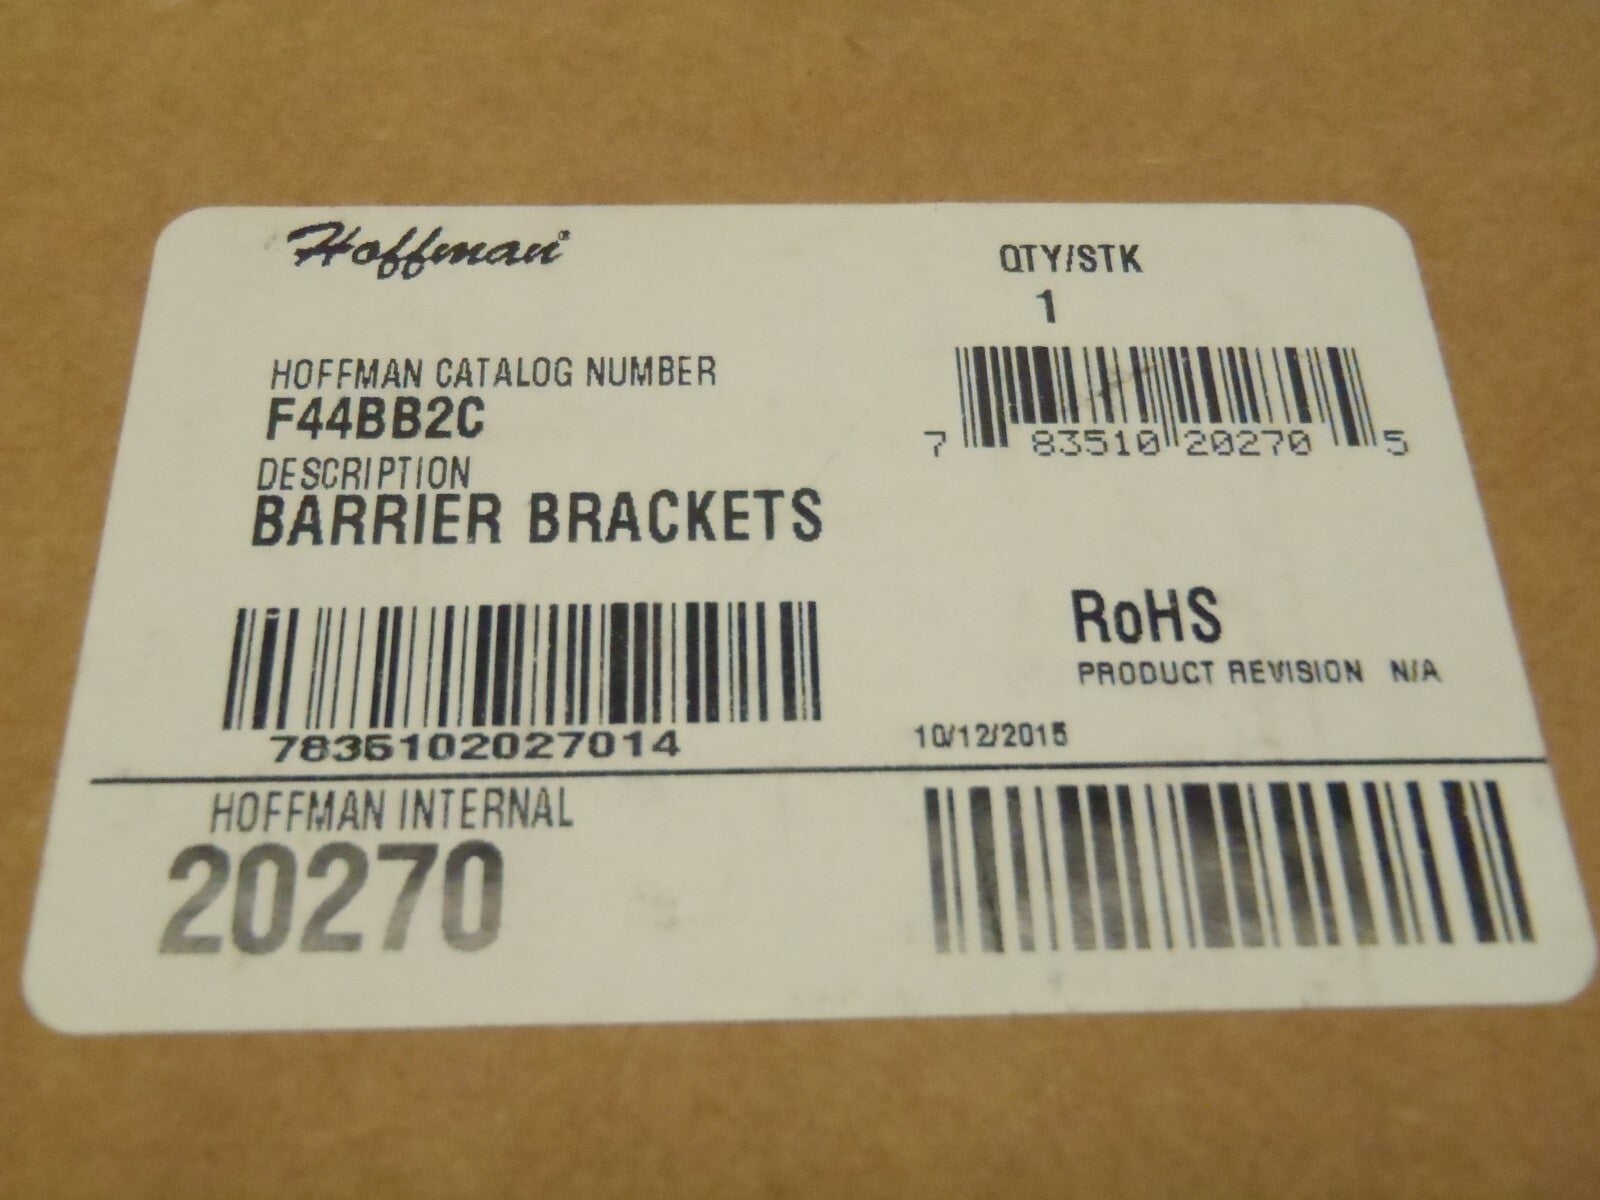 Hoffman®
QTY/STK
1
HOFFMAN CATALOG NUMBER
F44BB2C
7 83510 20270 5
DESCRIPTION
BARRIER BRACKETS
RoHS
PRODUCT REVISION N/A
7835102027014
10/12/2015
HOFFMAN INTERNAL
20270